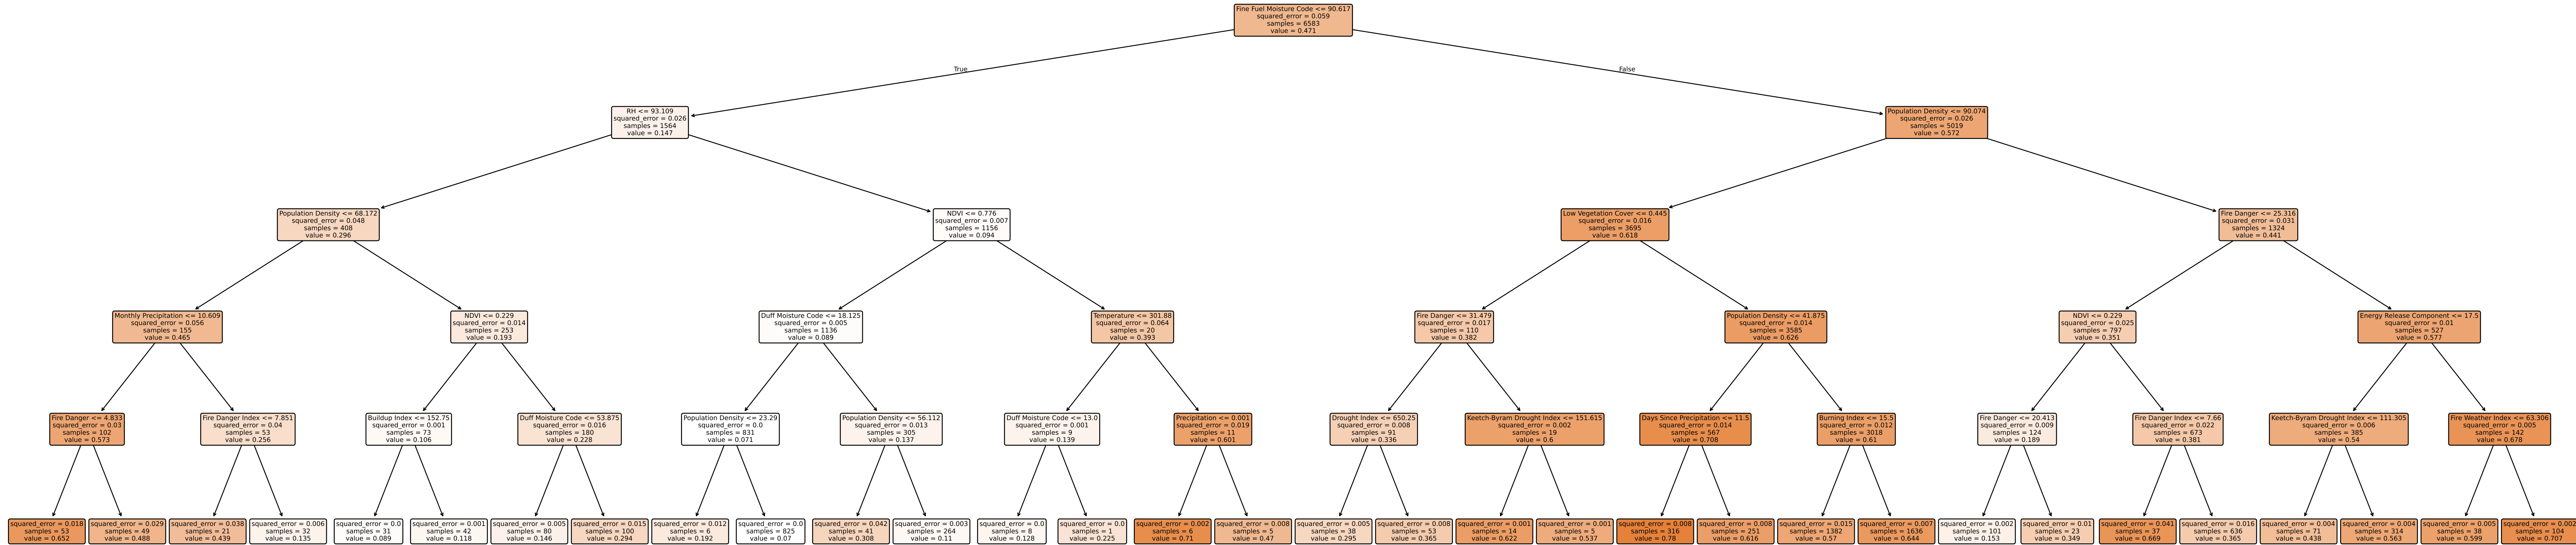 Fine Fuel Moisture Code <= 90.617
squared_error = 0.059
samples = 6583
value = 0.471
True
False
RH <= 93.109
squared_error = 0.026
samples = 1564
value = 0.147
Population Density <= 90.074
squared_error = 0.026
samples = 5019
value = 0.572
Population Density <= 68.172
squared_error = 0.048
samples = 408
value = 0.296
NDVI <= 0.776
squared_error = 0.007
samples = 1156
value = 0.094
Low Vegetation Cover <= 0.445
squared_error = 0.016
samples = 3695
value = 0.618
Fire Danger <= 25.316
squared_error = 0.031
samples = 1324
value = 0.441
Monthly Precipitation <= 10.609
squared_error = 0.056
samples = 155
value = 0.465
NDVI <= 0.229
squared_error = 0.014
samples = 253
value = 0.193
Duff Moisture Code <= 18.125
squared_error = 0.005
samples = 1136
value = 0.089
Temperature <= 301.88
squared_error = 0.064
samples = 20
value = 0.393
Fire Danger <= 31.479
squared_error = 0.017
samples = 110
value = 0.382
Population Density <= 41.875
squared_error = 0.014
samples = 3585
value = 0.626
NDVI <= 0.229
squared_error = 0.025
samples = 797
value = 0.351
Energy Release Component <= 17.5
squared_error = 0.01
samples = 527
value = 0.577
Fire Danger <= 4.833
squared_error = 0.03
samples = 102
value = 0.573
Fire Danger Index <= 7.851
squared_error = 0.04
samples = 53
value = 0.256
Buildup Index <= 152.75
squared_error = 0.001
samples = 73
value = 0.106
Duff Moisture Code <= 53.875
squared_error = 0.016
samples = 180
value = 0.228
Population Density <= 23.29
squared_error = 0.0
samples = 831
value = 0.071
Population Density <= 56.112
squared_error = 0.013
samples = 305
value = 0.137
Duff Moisture Code <= 13.0
squared_error = 0.001
samples = 9
value = 0.139
Precipitation <= 0.001
squared_error = 0.019
samples = 11
value = 0.601
Drought Index <= 650.25
squared_error = 0.008
samples = 91
value = 0.336
Keetch-Byram Drought Index <= 151.615
squared_error = 0.002
samples = 19
value = 0.6
Days Since Precipitation <= 11.5
squared_error = 0.014
samples = 567
value = 0.708
Burning Index <= 15.5
squared_error = 0.012
samples = 3018
value = 0.61
Fire Danger <= 20.413
squared_error = 0.009
samples = 124
value = 0.189
Fire Danger Index <= 7.66
squared_error = 0.022
samples = 673
value = 0.381
Keetch-Byram Drought Index <= 111.305
squared_error = 0.006
samples = 385
value = 0.54
Fire Weather Index <= 63.306
squared_error = 0.005
samples = 142
value = 0.678
squared_error = 0.018
samples = 53
value = 0.652
squared_error = 0.029
samples = 49
value = 0.488
squared_error = 0.038
samples = 21
value = 0.439
squared_error = 0.006
samples = 32
value = 0.135
squared_error = 0.0
samples = 31
value = 0.089
squared_error = 0.001
samples = 42
value = 0.118
squared_error = 0.005
samples = 80
value = 0.146
squared_error = 0.015
samples = 100
value = 0.294
squared_error = 0.012
samples = 6
value = 0.192
squared_error = 0.0
samples = 825
value = 0.07
squared_error = 0.042
samples = 41
value = 0.308
squared_error = 0.003
samples = 264
value = 0.11
squared_error = 0.0
samples = 8
value = 0.128
squared_error = 0.0
samples = 1
value = 0.225
squared_error = 0.002
samples = 6
value = 0.71
squared_error = 0.008
samples = 5
value = 0.47
squared_error = 0.005
samples = 38
value = 0.295
squared_error = 0.008
samples = 53
value = 0.365
squared_error = 0.001
samples = 14
value = 0.622
squared_error = 0.001
samples = 5
value = 0.537
squared_error = 0.008
samples = 316
value = 0.78
squared_error = 0.008
samples = 251
value = 0.616
squared_error = 0.015
samples = 1382
value = 0.57
squared_error = 0.007
samples = 1636
value = 0.644
squared_error = 0.002
samples = 101
value = 0.153
squared_error = 0.01
samples = 23
value = 0.349
squared_error = 0.041
samples = 37
value = 0.669
squared_error = 0.016
samples = 636
value = 0.365
squared_error = 0.004
samples = 71
value = 0.438
squared_error = 0.004
samples = 314
value = 0.563
squared_error = 0.005
samples = 38
value = 0.599
squared_error = 0.002
samples = 104
value = 0.707